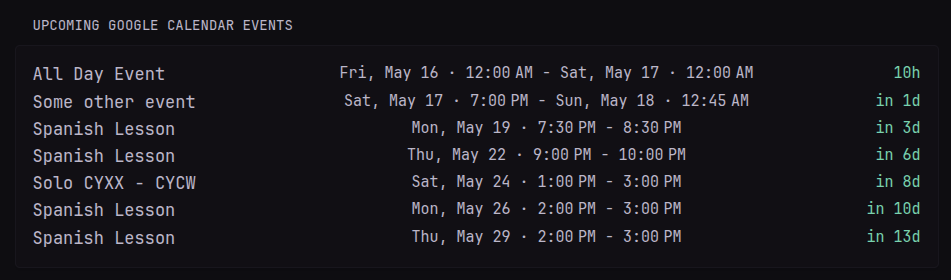 UPCOMING GOOGLE CALENDAR EVENTS
All Day Event Fri, May 16 · 12:00 AM - Sat, May 17 · 12:00 AM 10h
Some other event Sat, May 17 · 7:00 PM - Sun, May 18 · 12:45 AM in 1d
Spanish Lesson Mon, May 19 · 7:30 PM - 8:30 PM in 3d
Spanish Lesson Thu, May 22 · 9:00 PM - 10:00 PM in 6d
Solo CYXX - CYCW Sat, May 24 · 1:00 PM - 3:00 PM in 8d
Spanish Lesson Mon, May 26 · 2:00 PM - 3:00 PM in 10d
Spanish Lesson Thu, May 29 · 2:00 PM - 3:00 PM in 13d